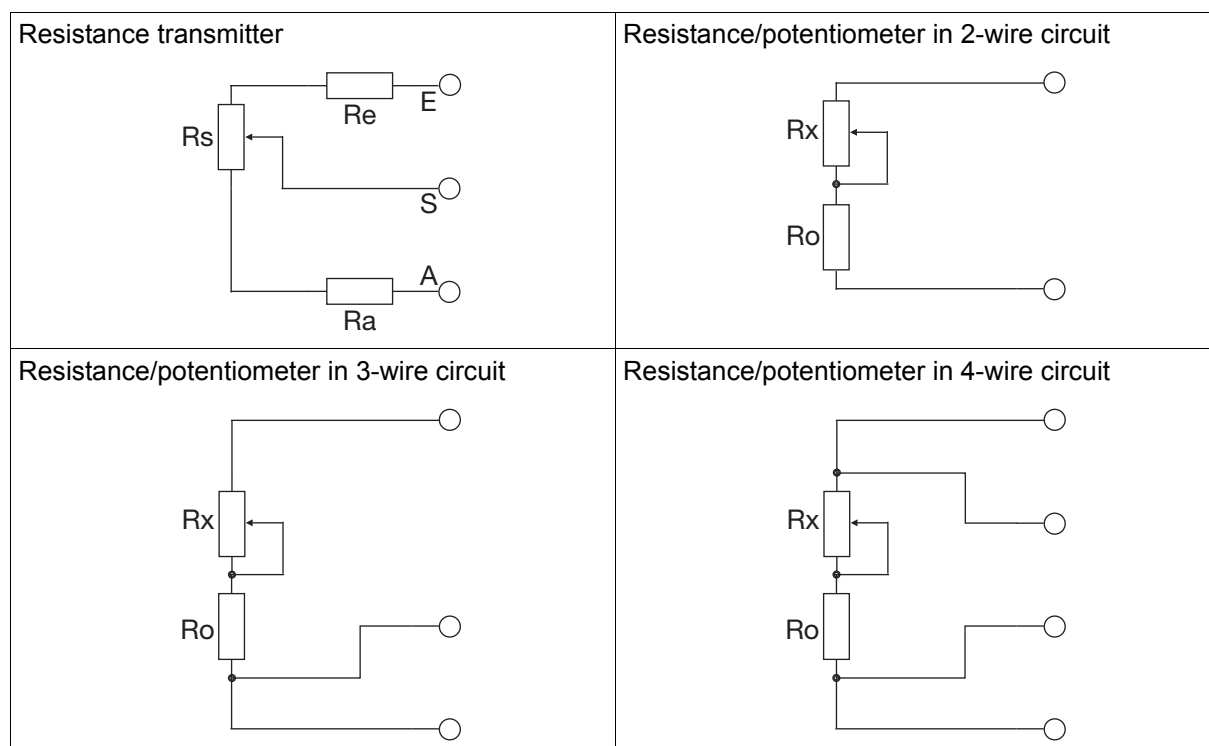 Resistance transmitter
Re
E
Rs
S
A
Ra
Resistance/potentiometer in 2-wire circuit
Rx
Ro
Resistance/potentiometer in 3-wire circuit
Rx
Ro
Resistance/potentiometer in 4-wire circuit
Rx
Ro